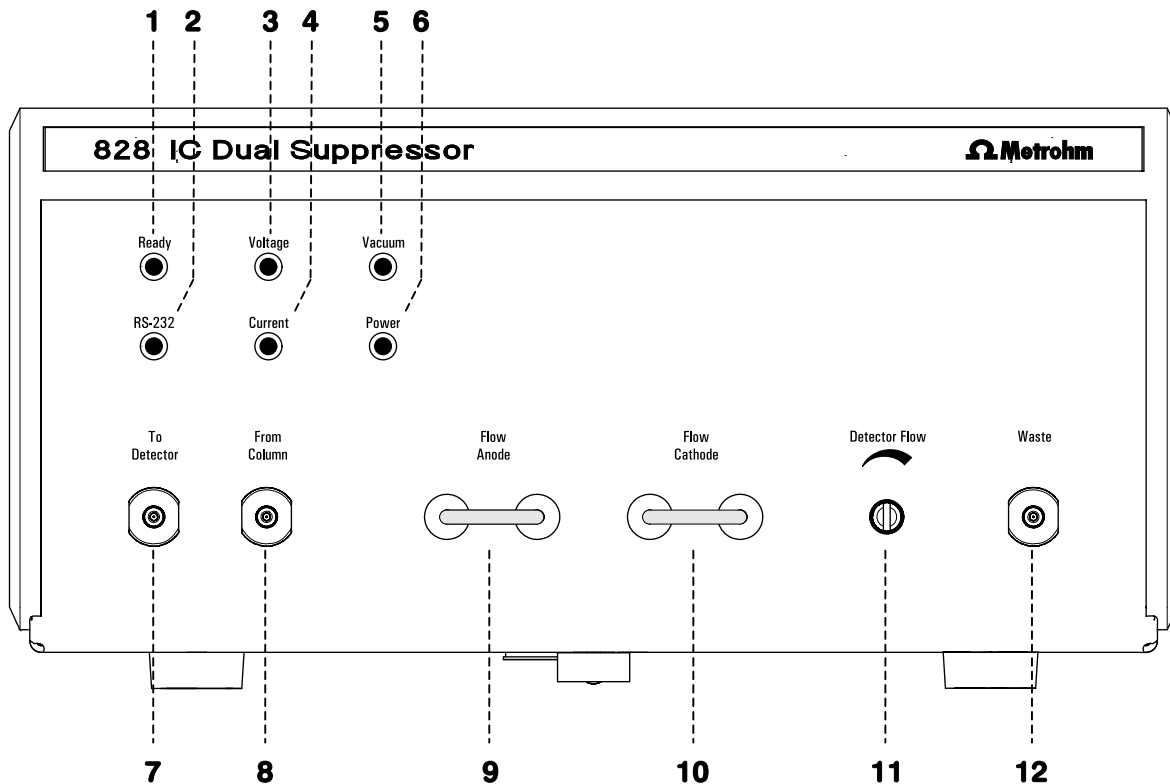 1 2 3 4 5 6
828 IC Dual Suppressor
Ω Metrohm
Ready Voltage Vacuum
RS-232 Current Power
To
Detector
From
Column
Flow
Anode
Flow
Cathode
Detector Flow
Waste
7 8 9 10 11 12